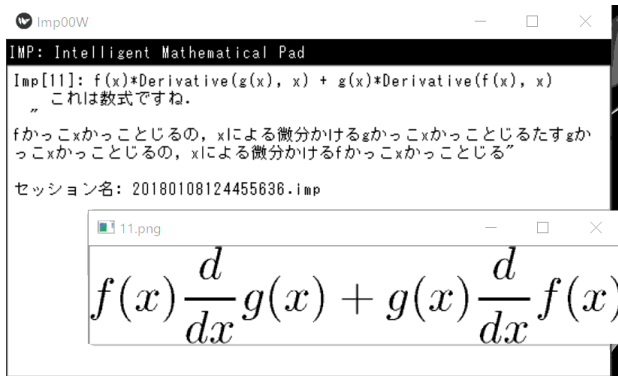 Imp00W
IMP: Intelligent Mathematical Pad
Imp[11]: f(x)*Derivative(g(x), x) + g(x)*Derivative(f(x), x)
これは数式ですね.
”
fかっこxかっことじるの, xによる微分かけるgかっこxかっことじるたすgか
っこxかっことじるの, xによる微分かけるfかっこxかっことじる”
セッション名: 20180108124455636.imp
11.png
f(x) d/dx g(x) + g(x) d/dx f(x)